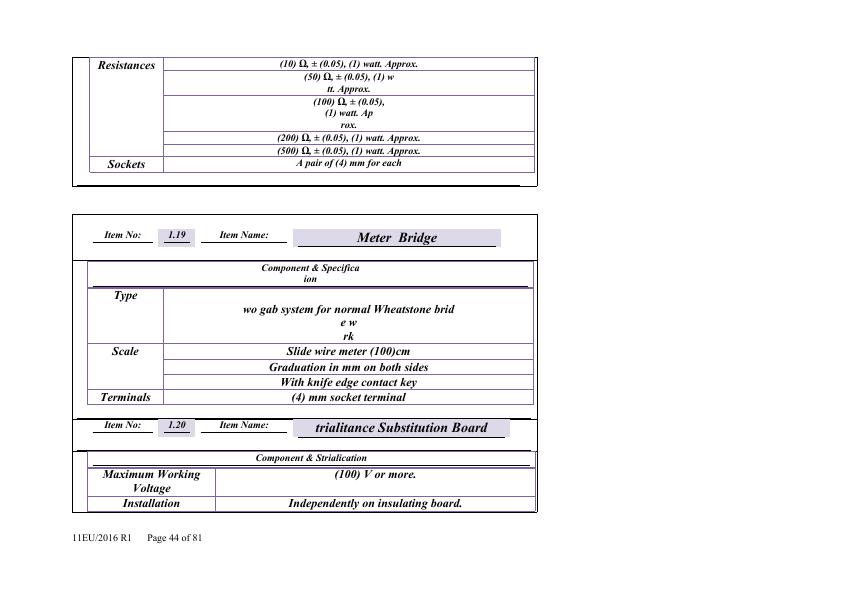 Resistances
(10) Ω, ± (0.05), (1) watt. Approx.
(50) Ω, ± (0.05), (1) w
tt. Approx.
(100) Ω, ± (0.05),
(1) watt. Ap
rox.
(200) Ω, ± (0.05), (1) watt. Approx.
(500) Ω, ± (0.05), (1) watt. Approx.
Sockets A pair of (4) mm for each
Item No: 1.19 Item Name: Meter Bridge
Component & Specifica
ion
Type
wo gab system for normal Wheatstone brid
e w
rk
Scale Slide wire meter (100)cm
Graduation in mm on both sides
With knife edge contact key
Terminals (4) mm socket terminal
Item No: 1.20 Item Name: trialitance Substitution Board
Component & Strialication
Maximum Working (100) V or more.
Voltage
Installation Independently on insulating board.
11EU/2016 R1 Page 44 of 81